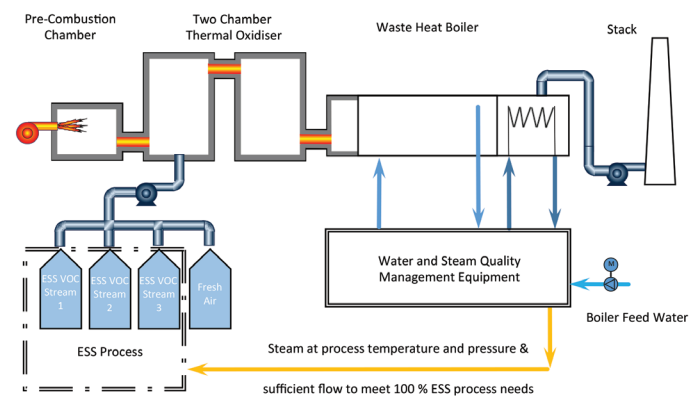 Pre-Combustion
Chamber
Two Chamber
Thermal Oxidiser
Waste Heat Boiler
Stack
ESS VOC
Stream
1
ESS VOC
Stream
2
ESS VOC
Stream
3
Fresh
Air
ESS Process
Water and Steam Quality
Management Equipment
M
Boiler Feed Water
Steam at process temperature and pressure &
sufficient flow to meet 100 % ESS process needs